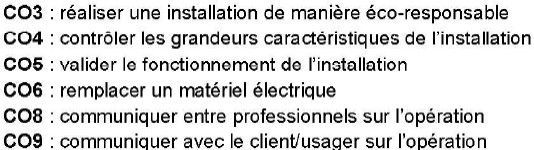 CO3 : réaliser une installation de manière éco-responsable
CO4 : contrôler les grandeurs caractéristiques de l'installation
CO5 : valider le fonctionnement de l'installation
CO6 : remplacer un matériel électrique
CO8 : communiquer entre professionnels sur l'opération
CO9 : communiquer avec le client/usager sur l'opération